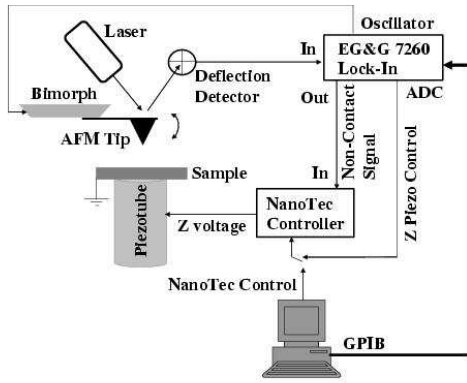 Oscillator
Laser
In
EG&G 7260
Lock-In
Deflection
Detector
Bimorph
Out
ADC
AFM Tip
Non-Contact
Signal
Z Piezo Control
Sample
In
NanoTec
Controller
Piezotube
Z voltage
NanoTec Control
GPIB